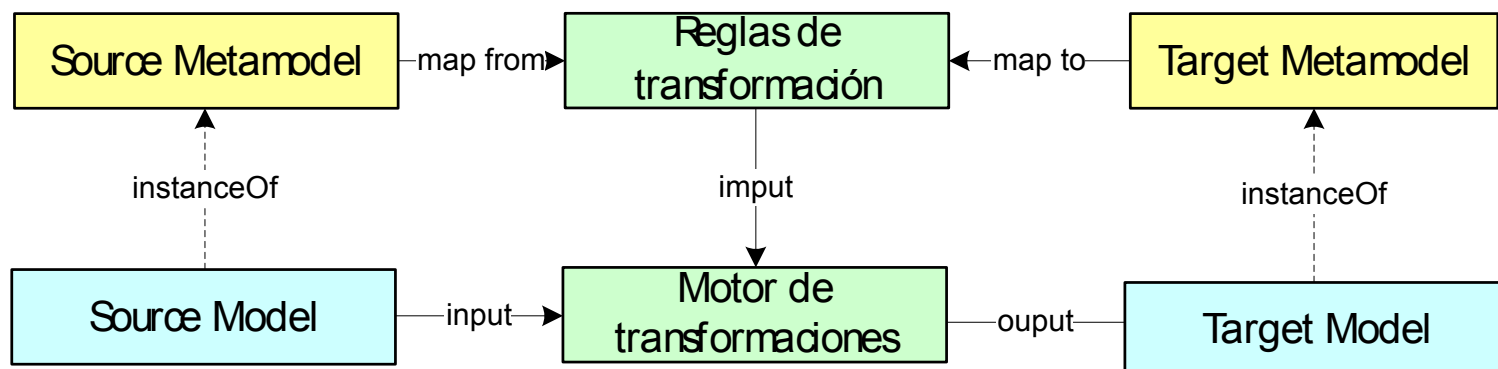 Source Metamodel
map from
Reglas de
transformación
map to
Target Metamodel
instanceOf
imput
instanceOf
Source Model
input
Motor de
transformaciones
ouput
Target Model